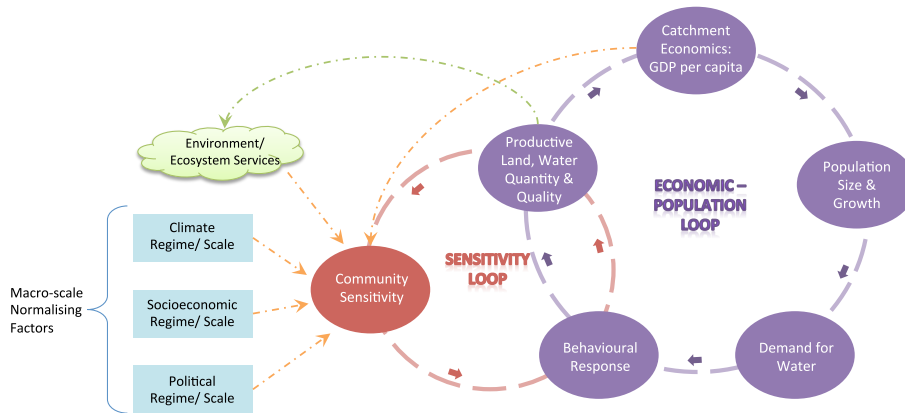 Catchment
Economics:
GDP per capita
Environment/
Ecosystem Services
Productive
Land, Water
Quantity &
Quality
Population
Size &
Growth
ECONOMIC –
POPULATION
LOOP
Climate
Regime/ Scale
SENSITIVITY
LOOP
Community
Sensitivity
Macro-scale
Normalising
Factors
Socioeconomic
Regime/ Scale
Behavioural
Response
Demand for
Water
Political
Regime/ Scale